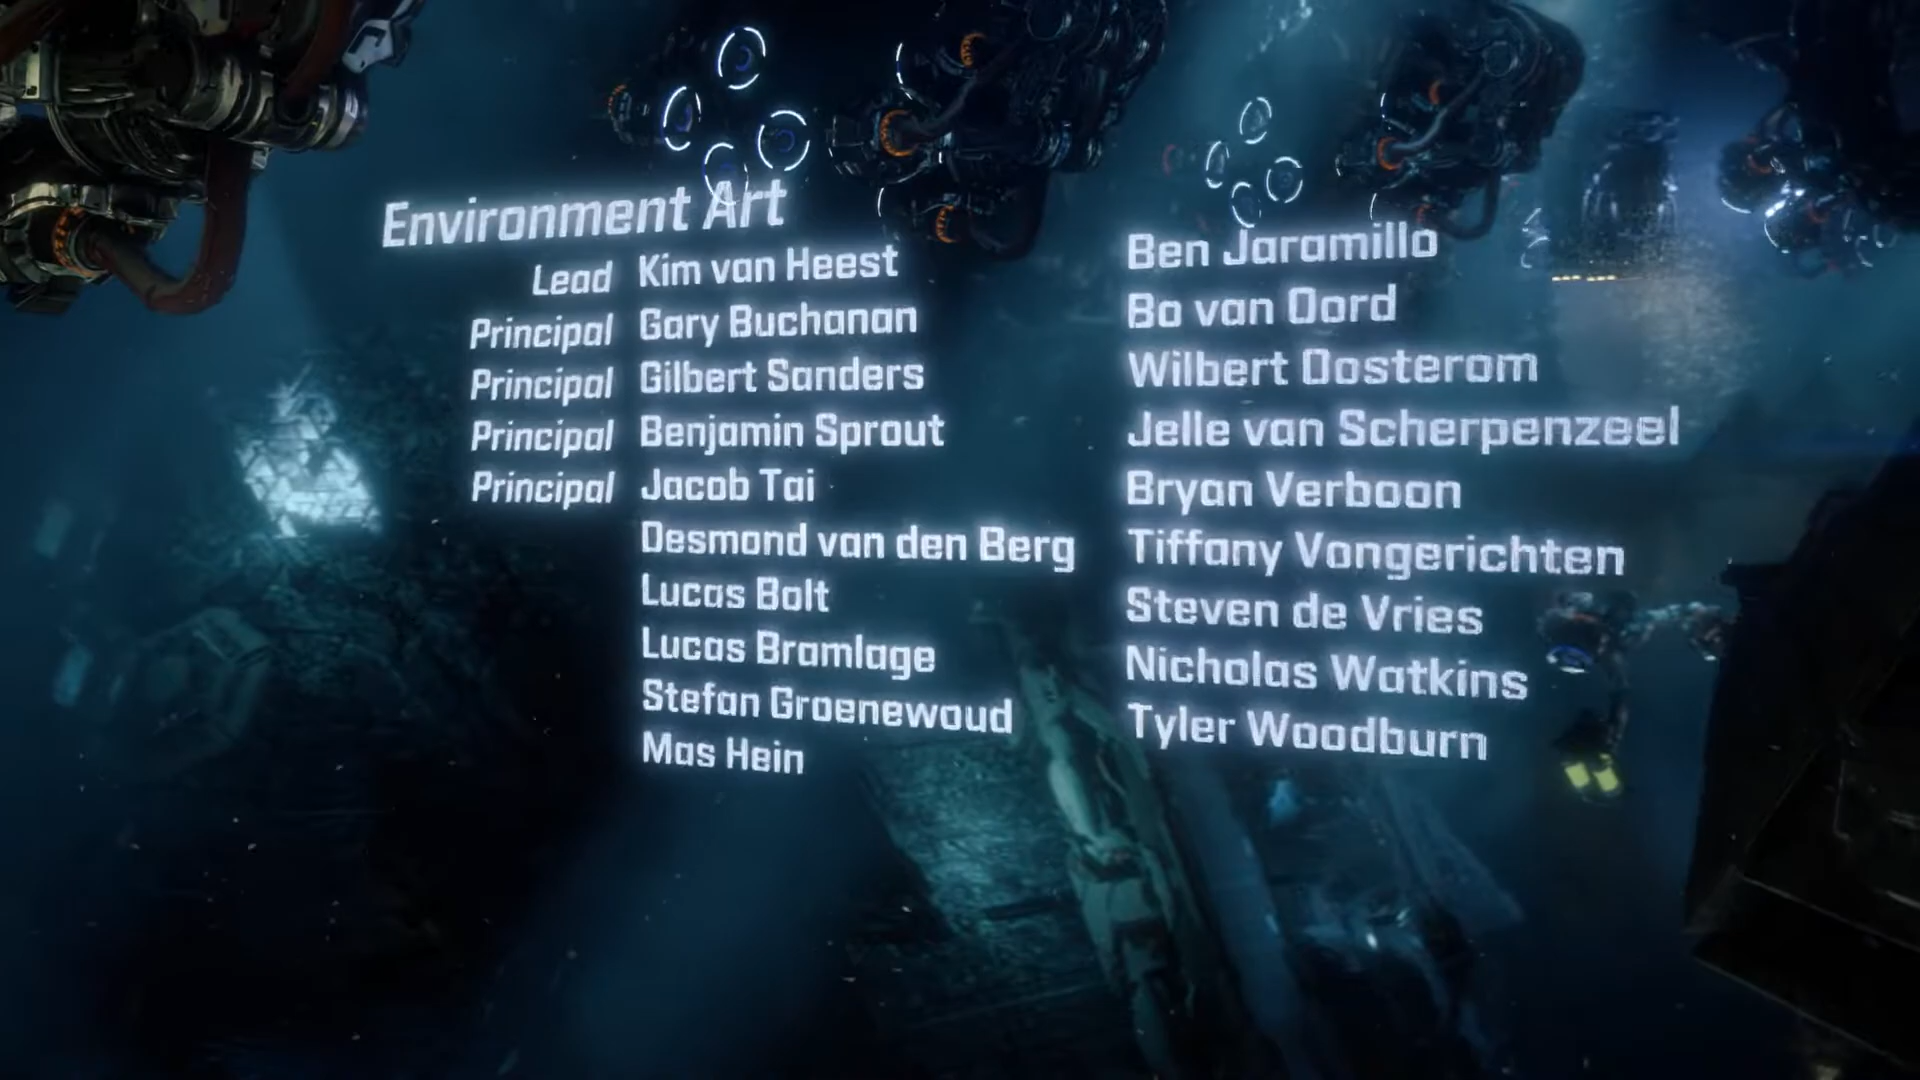 Environment Art
Lead Kim van Heest
Principal Gary Buchanan
Principal Gilbert Sanders
Principal Benjamin Sprout
Principal Jacob Tai
Desmond van den Berg
Lucas Bolt
Lucas Bramlage
Stefan Groenewoud
Mas Hein
Ben Jaramillo
Bo van Oord
Wilbert Oosterom
Jelle van Scherpenzeel
Bryan Verboon
Tiffany Vongerichten
Steven de Vries
Nicholas Watkins
Tyler Woodburn